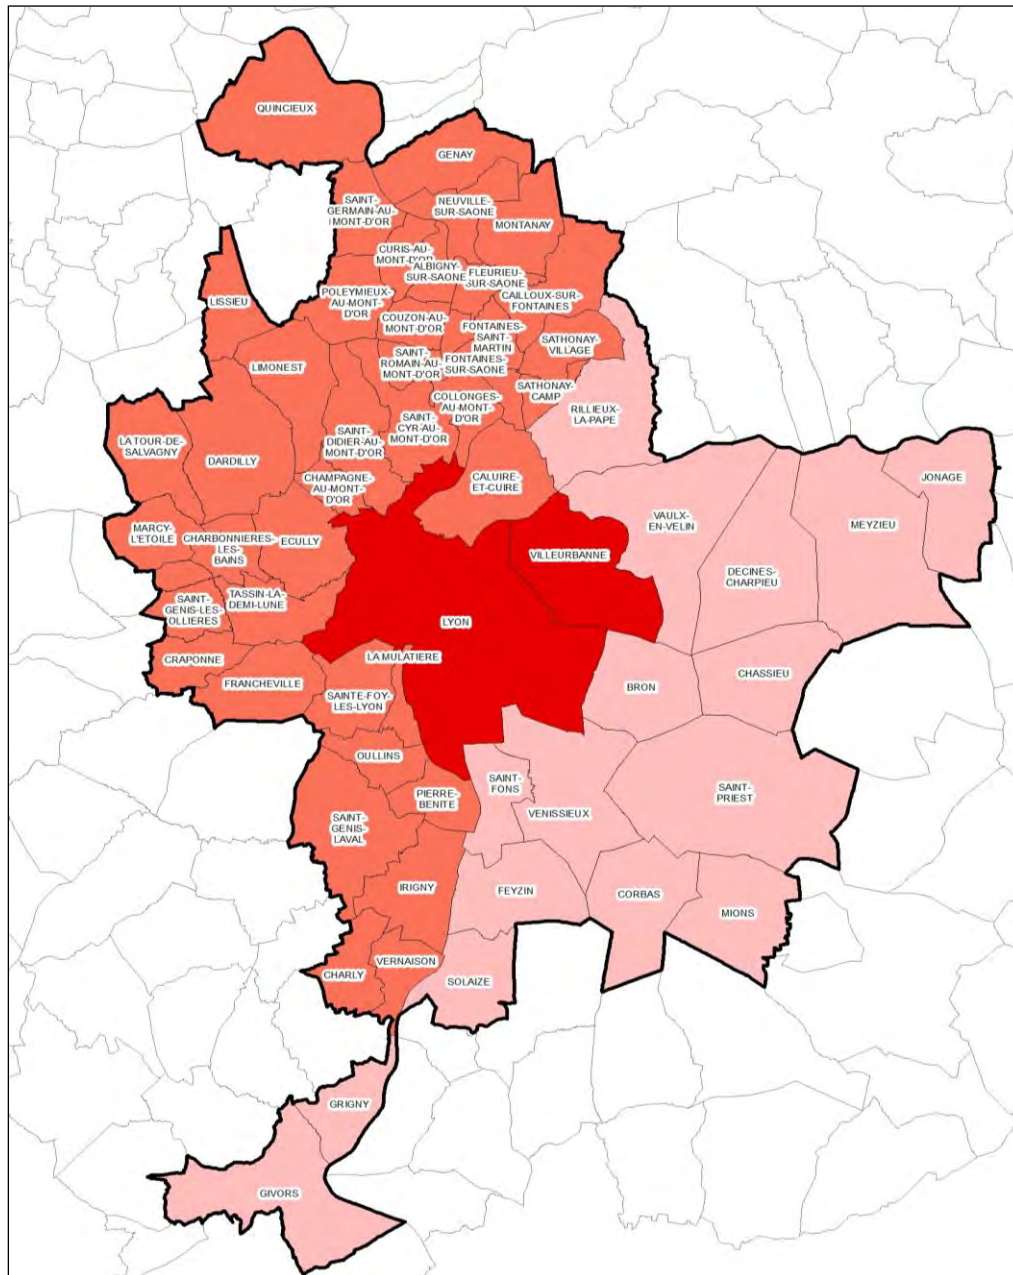 QUINCIEUX
GENAY
SAINT-
GERMAIN-AU-
MONT-D'OR
NEUVILLE-
SUR-SAONE
MONTANAY
CURIS-AU-
MONT-D'OR
ALBIGNY-
SUR-SAONE
FLEURIEU-
SUR-SAONE
LISSIEU
POLEYMIEUX-
AU-MONT-
D'OR
CAILLOUX-SUR-
FONTAINES
COUZON-AU-
MONT-D'OR
FONTAINES-
SAINT-
MARTIN
SATHONAY-
VILLAGE
LIMONEST
SAINT-
ROMAIN-AU-
MONT-D'OR
FONTAINES-
SUR-SAONE
SATHONAY-
CAMP
COLLONGES-
AU-MONT-
D'OR
RILLIEUX-
LA-PAPE
SAINT-
CYR-AU-
MONT-D'OR
SAINT-
DIDIER-AU-
MONT-D'OR
LA TOUR-DE-
SALVAGNY
DARDILLY
CHAMPAGNE-
AU-MONT-
D'OR
CALUIRE-
ET-CUIRE
JONAGE
VAULX-
EN-VELIN
MEYZIEU
MARCY-
L'ETOILE
CHARBONNIERES-
LES-
BAINS
ECULLY
VILLEURBANNE
DECINES-
CHARPIEU
SAINT-
GENIS-LES-
OLLIERES
TASSIN-LA-
DEMI-LUNE
LYON
CRAPONNE
LA MULATIERE
FRANCHEVILLE
SAINTE-FOY-
LES-LYON
BRON
CHASSIEU
OULLINS
PIERRE-
BENITE
SAINT-
FONS
SAINT-
PRIEST
VENISSIEUX
SAINT-
GENIS-
LAVAL
IRIGNY
FEYZIN
CORBAS
MIONS
CHARLY
VERNAISON
SOLAIZE
GRIGNY
GIVORS